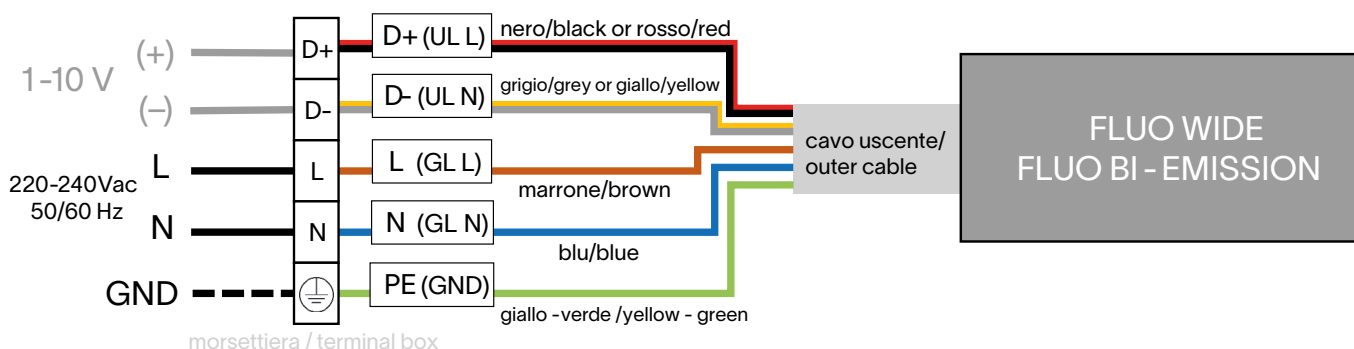 1-10 V
(+)
(–)
L
220-240Vac
50/60 Hz
N
GND
D+
D-
L
N
D+ (UL L)
D- (UL N)
L (GL L)
N (GL N)
PE (GND)
nero/black or rosso/red
grigio/grey or giallo/yellow
marrone/brown
blu/blue
giallo -verde /yellow - green
cavo uscente/
outer cable
FLUO WIDE
FLUO BI - EMISSION
morsettiera / terminal box